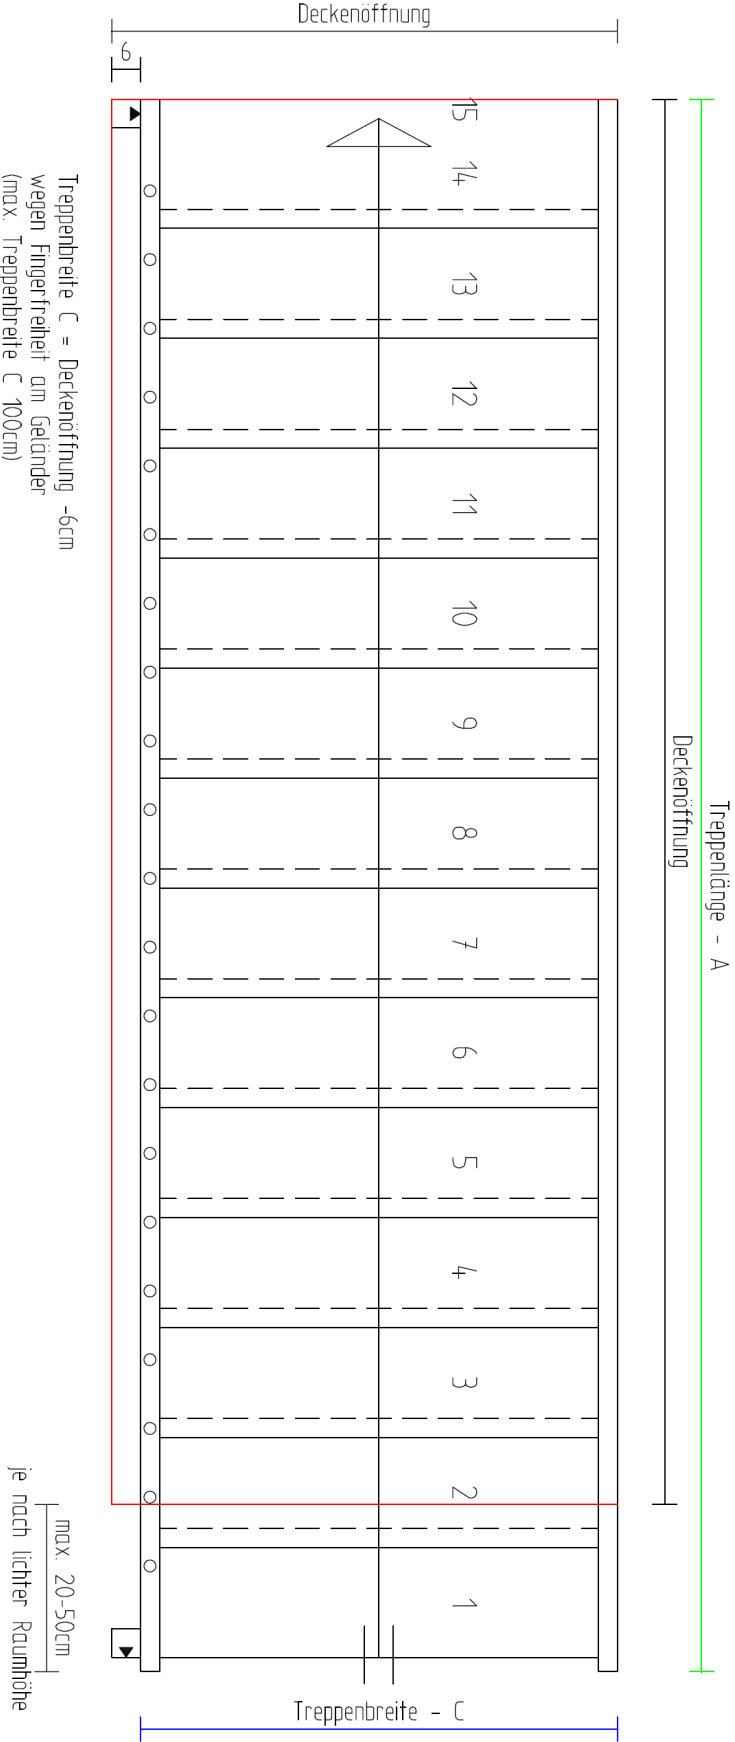 Deckenöffnung
6
15
14
13
12
11
10
9
8
7
6
5
4
3
2
1
Treppenbreite C = Deckenöffnung -6cm
wegen Fingerfreiheit am Geländer
(max. Treppenbreite C 100cm)
Deckenöffnung
Treppenlänge - A
max. 20-50cm
je nach lichter Raumhöhe
Treppenbreite - C